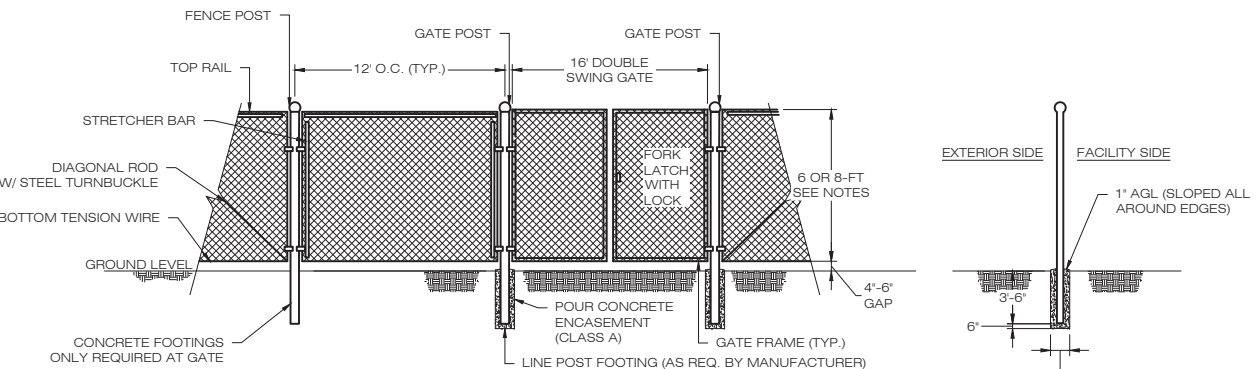 FENCE POST
GATE POST
GATE POST
TOP RAIL
12' O.C. (TYP.)
16' DOUBLE
SWING GATE
STRETCHER BAR
DIAGONAL ROD
W/ STEEL TURNBUCKLE
BOTTOM TENSION WIRE
GROUND LEVEL
FORK
LATCH
WITH
LOCK
6 OR 8-FT
SEE NOTES
4"-6"
GAP
POUR CONCRETE
ENCASEMENT
(CLASS A)
GATE FRAME (TYP.)
CONCRETE FOOTINGS
ONLY REQUIRED AT GATE
LINE POST FOOTING (AS REQ. BY MANUFACTURER)
EXTERIOR SIDE
FACILITY SIDE
1" AGL (SLOPED ALL
AROUND EDGES)
3'-6"
6"